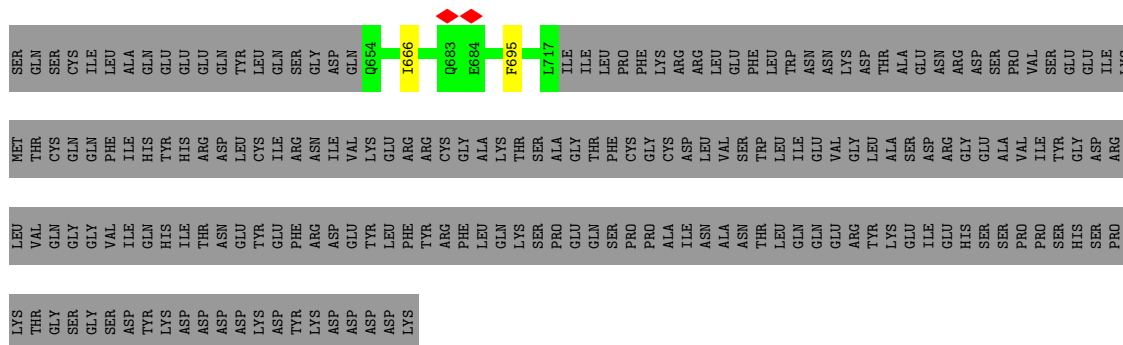 SER GLN SER CYS ILE LEU ALA GLN GLU GLU GLU GLN TYR LEU GLN SER GLY ASP GLN Q654 I666 Q683 E684 F695 L717 ILE ILE LEU PRO PHE LYS ARG ARG LEU GLU PHE LEU TRP ASN ASN LYS ASP THR ALA GLU ASN ARG ASP SER PRO VAL SER GLU GLU ILE LYS
MET THR CYS GLN GLN PHE ILE HIS TYR HIS ARG ASP LEU CYS ILE ARG ASN ILE VAL LYS GLU ARG ARG CYS GLY ALA LYS THR SER ALA GLY THR PHE CYS GLY CYS ASP LEU VAL SER TRP LEU ILE GLU VAL GLY LEU ALA SER ASP ARG GLY GLU ALA VAL ILE TYR GLY ASP ARG
LEU VAL GLN GLY GLY VAL ILE GLN HIS ILE THR ASN GLU TYR GLU PHE ARG ASP GLU TYR LEU PHE TYR ARG PHE LEU GLN LYS SER PRO GLU GLN SER PRO PRO ALA ILE ASN ALA ASN THR LEU GLN GLN GLU ARG TYR LYS GLU ILE GLU HIS SER SER PRO PRO SER HIS SER PRO
LYS THR GLY SER GLY SER ASP TYR LYS ASP ASP ASP ASP LYS ASP TYR LYS ASP ASP ASP ASP LYS